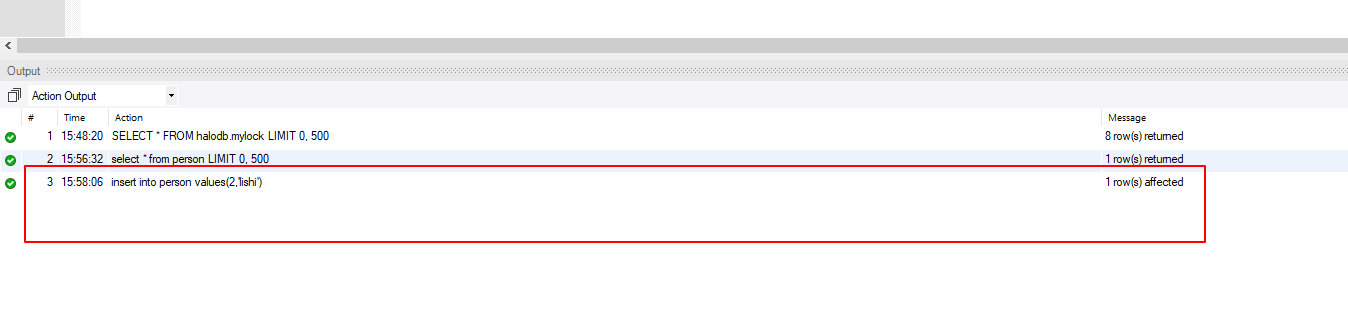 Output
Action Output
# Time Action Message
1 15:48:20 SELECT * FROM halodb.mylock LIMIT 0, 500 8 row(s) returned
2 15:56:32 select * from person LIMIT 0, 500 1 row(s) returned
3 15:58:06 insert into person values(2,'lishi') 1 row(s) affected